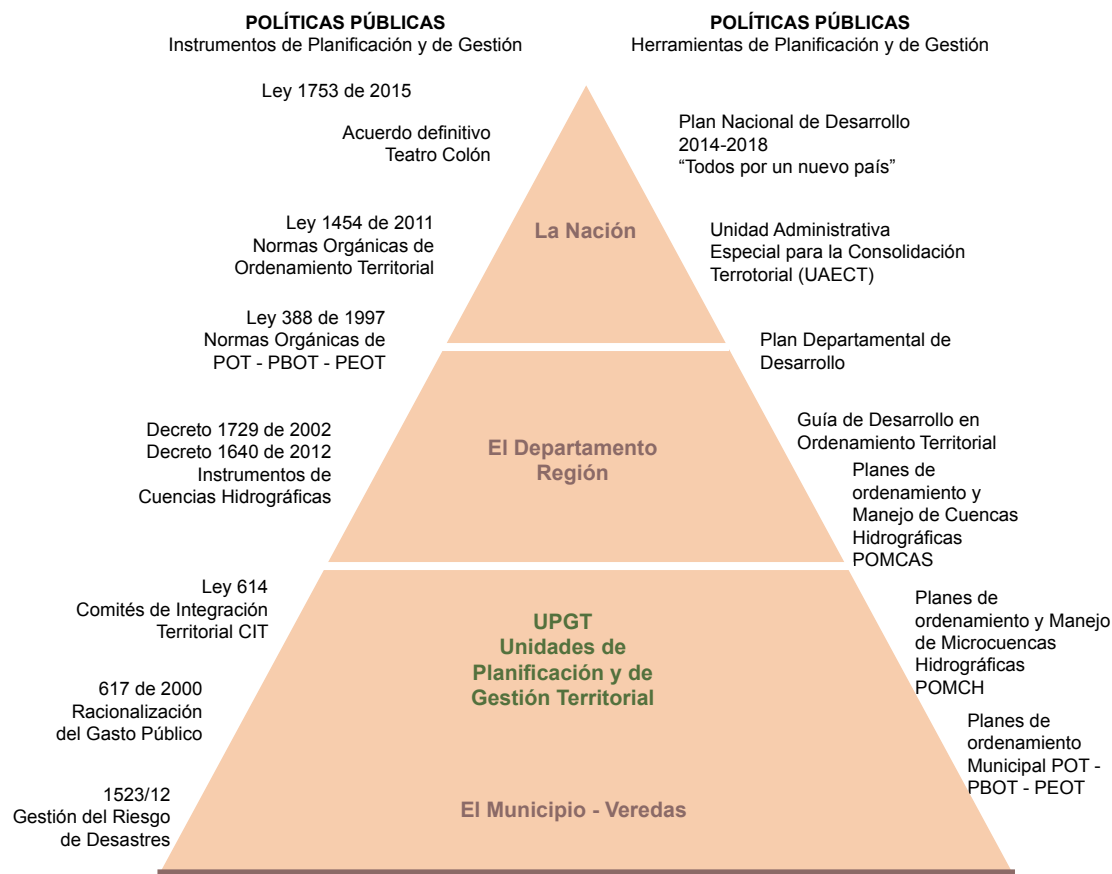 POLÍTICAS PÚBLICAS
Instrumentos de Planificación y de Gestión
POLÍTICAS PÚBLICAS
Herramientas de Planificación y de Gestión
Ley 1753 de 2015
Acuerdo definitivo
Teatro Colón
Ley 1454 de 2011
Normas Orgánicas de
Ordenamiento Territorial
Ley 388 de 1997
Normas Orgánicas de
POT - PBOT - PEOT
Decreto 1729 de 2002
Decreto 1640 de 2012
Instrumentos de
Cuencias Hidrográficas
Ley 614
Comités de Integración
Territorial CIT
617 de 2000
Racionalización
del Gasto Público
1523/12
Gestión del Riesgo
de Desastres
La Nación
El Departamento
Región
UPGT
Unidades de
Planificación y de
Gestión Territorial
El Municipio - Veredas
Plan Nacional de Desarrollo
2014-2018
“Todos por un nuevo país”
Unidad Administrativa
Especial para la Consolidación
Terrotorial (UAECT)
Plan Departamental de
Desarrollo
Guía de Desarrollo en
Ordenamiento Territorial
Planes de
ordenamiento y
Manejo de Cuencas
Hidrográficas
POMCAS
Planes de
ordenamiento y Manejo
de Microcuencas
Hidrográficas
POMCH
Planes de
ordenamiento
Municipal POT -
PBOT - PEOT